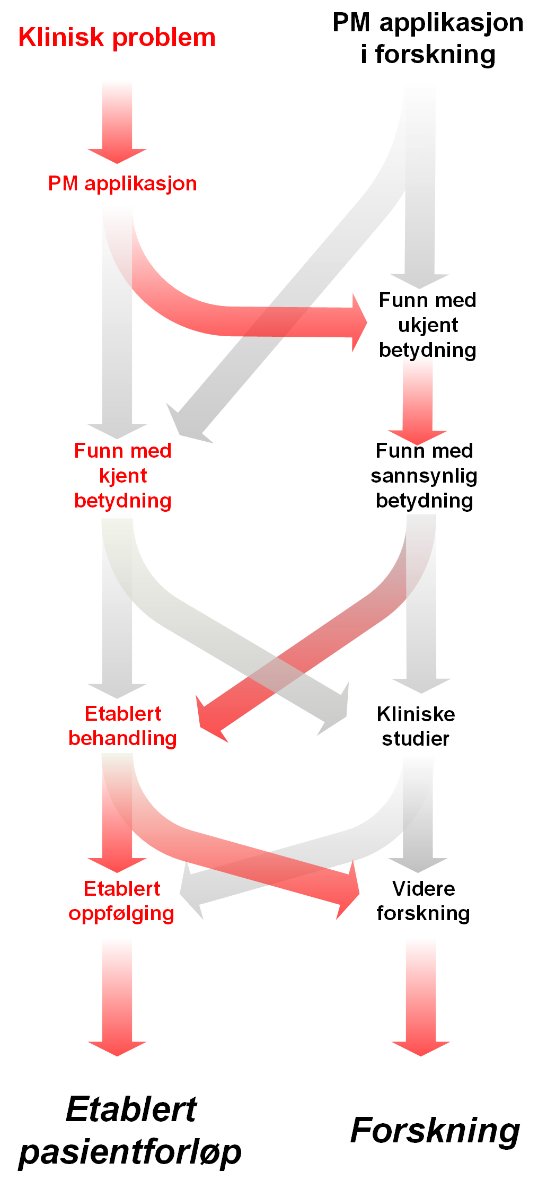 Klinisk problem
PM applikasjon
i forskning
PM applikasjon
Funn med
ukjent
betydning
Funn med
kjent
betydning
Funn med
sannsynlig
betydning
Etablert
behandling
Kliniske
studier
Etablert
oppfølging
Videre
forskning
Etablert
pasientforløp
Forskning